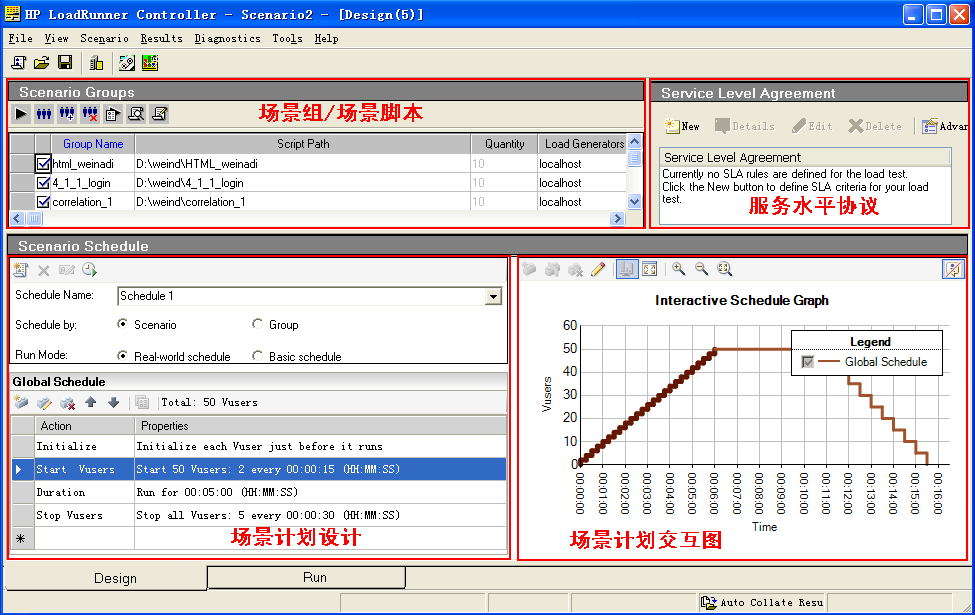 HP LoadRunner Controller - Scenario2 - [Design(5)]
File View Scenario Results Diagnostics Tools Help
Scenario Groups
场景组/场景脚本
Group Name Script Path Quantity Load Generators
html_weinadi D:\weind\HTML_weinadi 10 localhost
4_1_1_login D:\weind\4_1_1_login 10 localhost
correlation_1 D:\weind\correlation_1 10 localhost
Service Level Agreement
New Details Edit Delete Advan
Service Level Agreement
Currently no SLA rules are defined for the load test.
Click the New button to define SLA criteria for your load
test.
服务水平协议
Scenario Schedule
Schedule Name: Schedule 1
Schedule by: Scenario Group
Run Mode: Real-world schedule Basic schedule
Global Schedule
Total: 50 Vusers
Action Properties
Initialize Initialize each Vuser just before it runs
Start Vusers Start 50 Vusers: 2 every 00:00:15 (HH:MM:SS)
Duration Run for 00:05:00 (HH:MM:SS)
Stop Vusers Stop all Vusers: 5 every 00:00:30 (HH:MM:SS)
*
场景计划设计
Interactive Schedule Graph
Legend
Global Schedule
Vusers
60
50
40
30
20
10
0
00:00:00
00:01:00
00:02:00
00:03:00
00:04:00
00:05:00
00:06:00
00:07:00
00:08:00
00:09:00
00:10:00
00:11:00
00:12:00
00:13:00
00:14:00
00:15:00
00:16:00
Time
场景计划交互图
Design Run
Auto Collate Resu